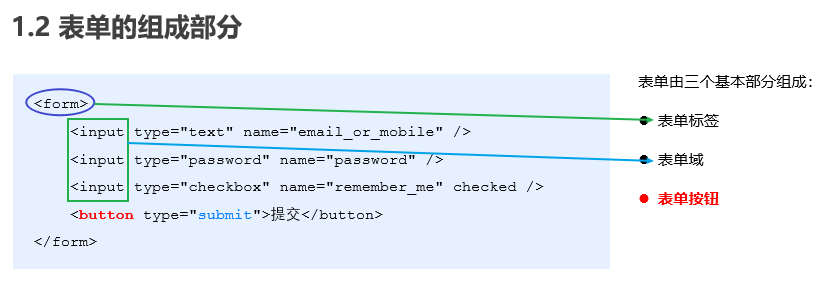 1.2 表单的组成部分
<form>
<input type="text" name="email_or_mobile" />
<input type="password" name="password" />
<input type="checkbox" name="remember_me" checked />
<button type="submit">提交</button>
</form>
表单由三个基本部分组成：
表单标签
表单域
表单按钮